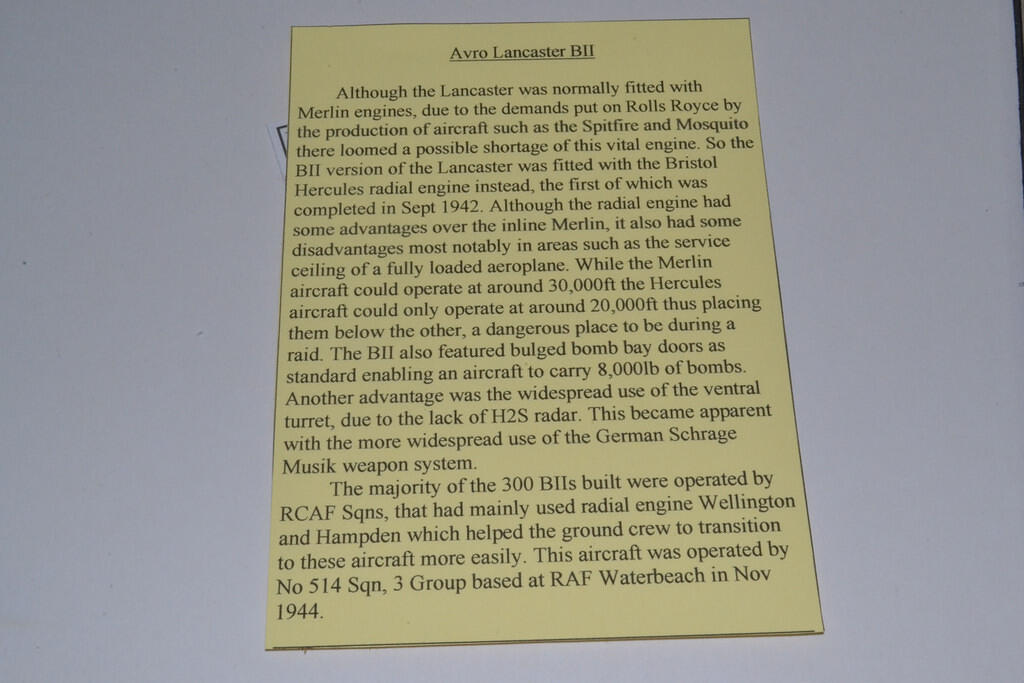 Avro Lancaster BII
Although the Lancaster was normally fitted with
Merlin engines, due to the demands put on Rolls Royce by
the production of aircraft such as the Spitfire and Mosquito
there loomed a possible shortage of this vital engine. So the
BII version of the Lancaster was fitted with the Bristol
Hercules radial engine instead, the first of which was
completed in Sept 1942. Although the radial engine had
some advantages over the inline Merlin, it also had some
disadvantages most notably in areas such as the service
ceiling of a fully loaded aeroplane. While the Merlin
aircraft could operate at around 30,000ft the Hercules
aircraft could only operate at around 20,000ft thus placing
them below the other, a dangerous place to be during a
raid. The BII also featured bulged bomb bay doors as
standard enabling an aircraft to carry 8,000lb of bombs.
Another advantage was the widespread use of the ventral
turret, due to the lack of H2S radar. This became apparent
with the more widespread use of the German Schrage
Musik weapon system.
The majority of the 300 BIIs built were operated by
RCAF Sqns, that had mainly used radial engine Wellington
and Hampden which helped the ground crew to transition
to these aircraft more easily. This aircraft was operated by
No 514 Sqn, 3 Group based at RAF Waterbeach in Nov
1944.